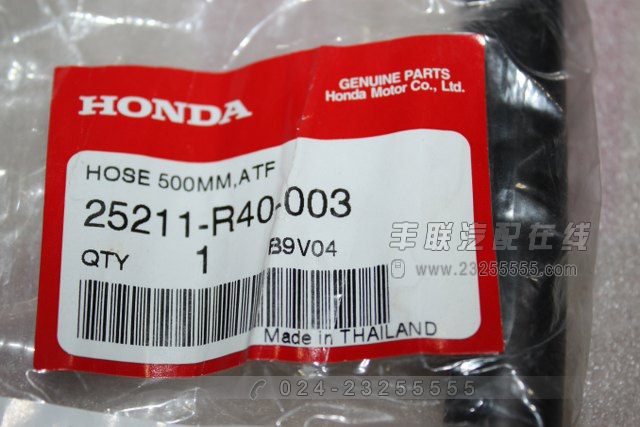 HONDA
GENUINE PARTS
Honda Motor Co., Ltd.
HOSE 500MM,ATF
25211-R40-003
QTY 1 B9V04
Made in THAILAND
丰联汽配在线
www.23255555.com
024-23255555